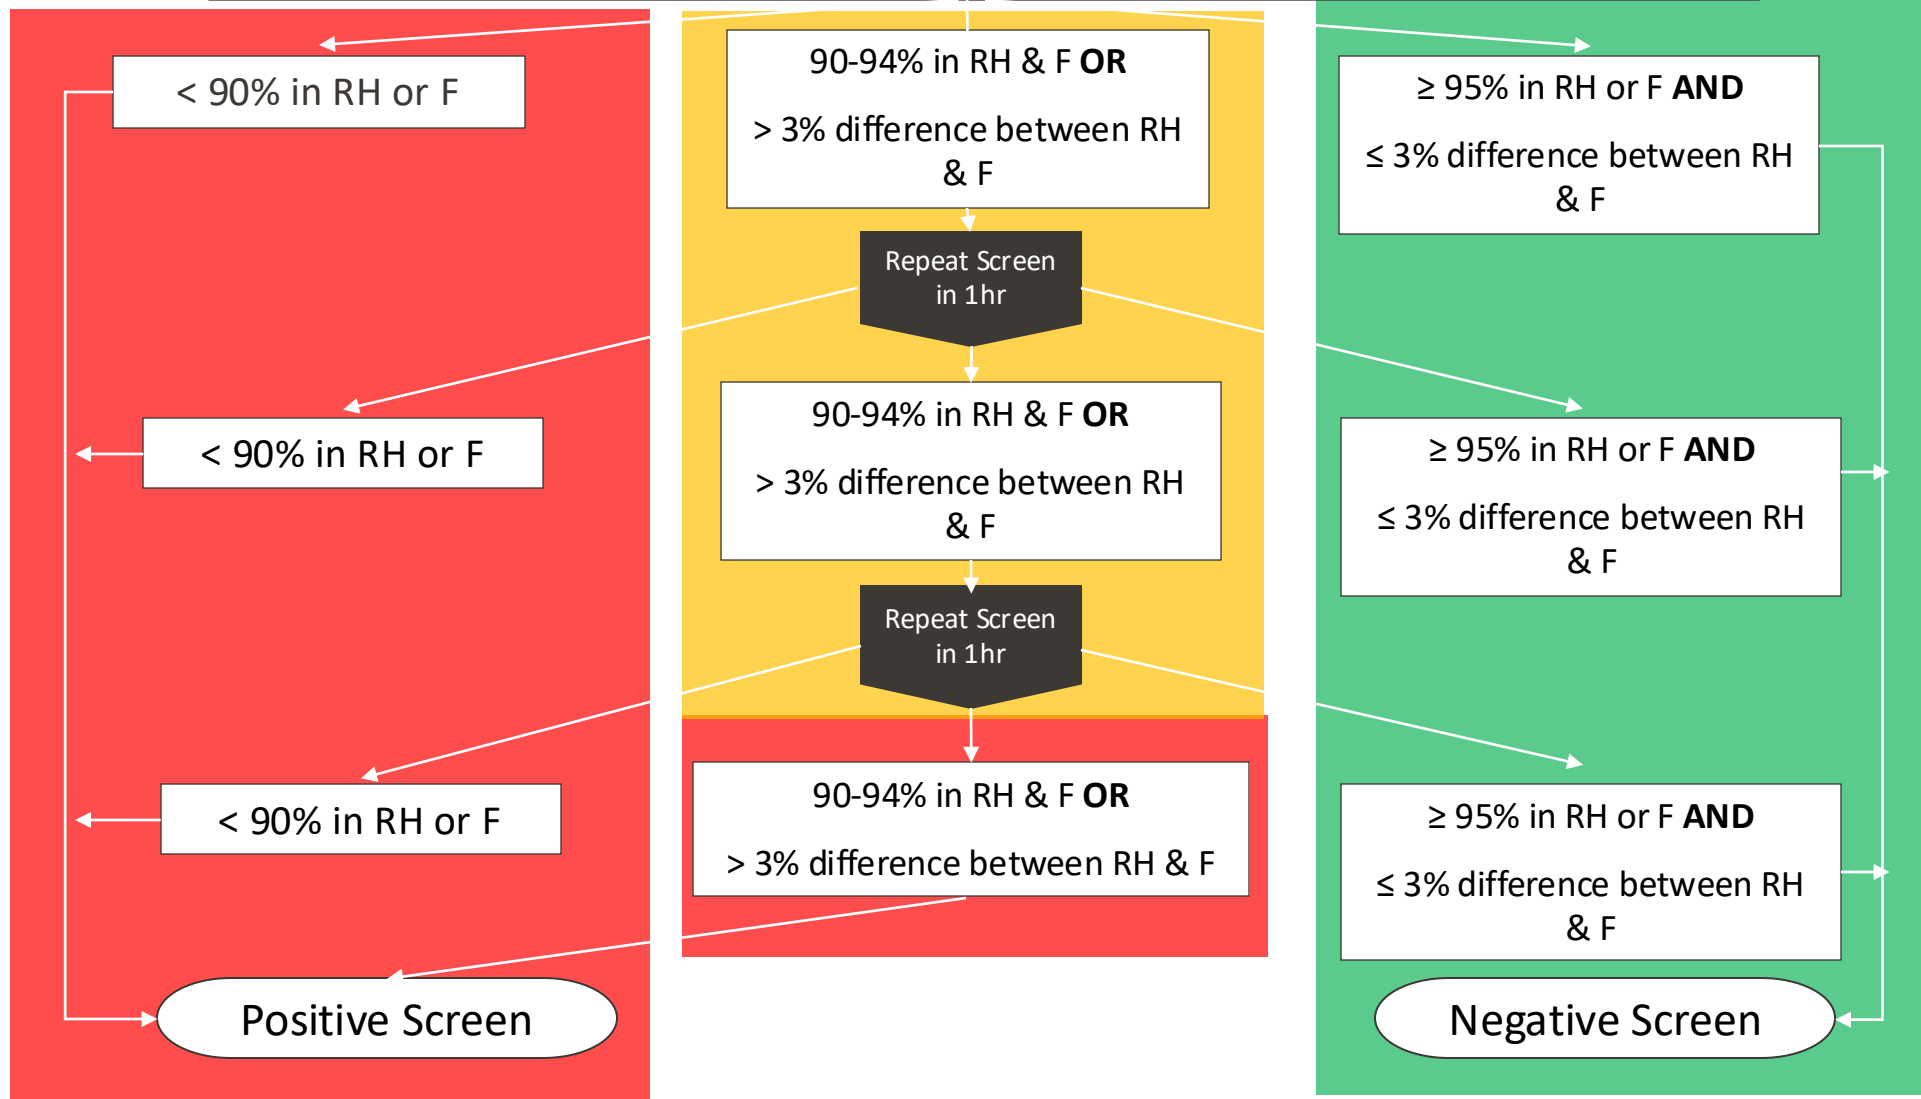 < 90% in RH or F
90-94% in RH & F OR
> 3% difference between RH
& F
≥ 95% in RH or F AND
≤ 3% difference between RH
& F
Repeat Screen
in 1hr
< 90% in RH or F
90-94% in RH & F OR
> 3% difference between RH
& F
≥ 95% in RH or F AND
≤ 3% difference between RH
& F
Repeat Screen
in 1hr
< 90% in RH or F
90-94% in RH & F OR
> 3% difference between RH & F
≥ 95% in RH or F AND
≤ 3% difference between RH
& F
Positive Screen
Negative Screen